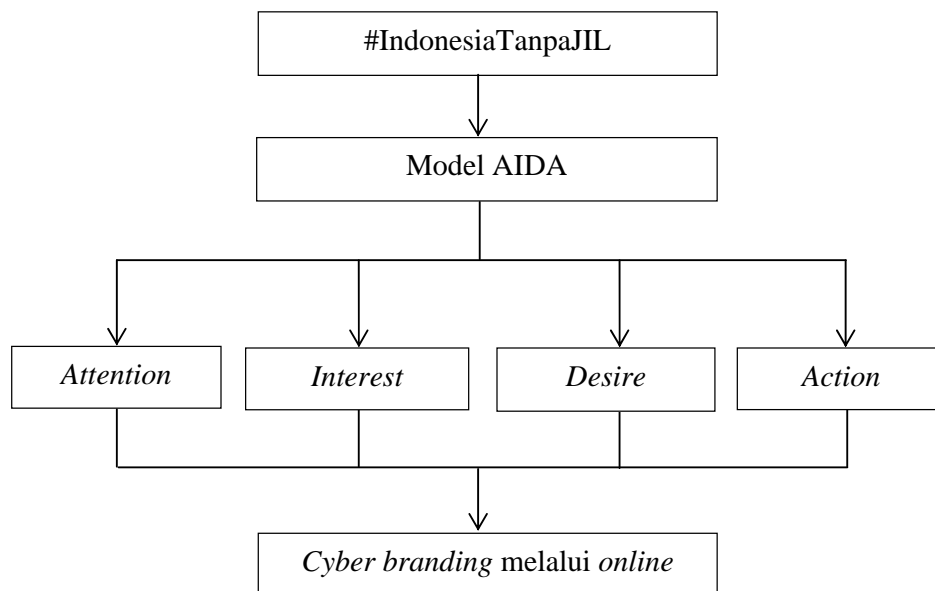 #IndonesiaTanpaJIL
Model AIDA
Attention
Interest
Desire
Action
Cyber branding melalui online